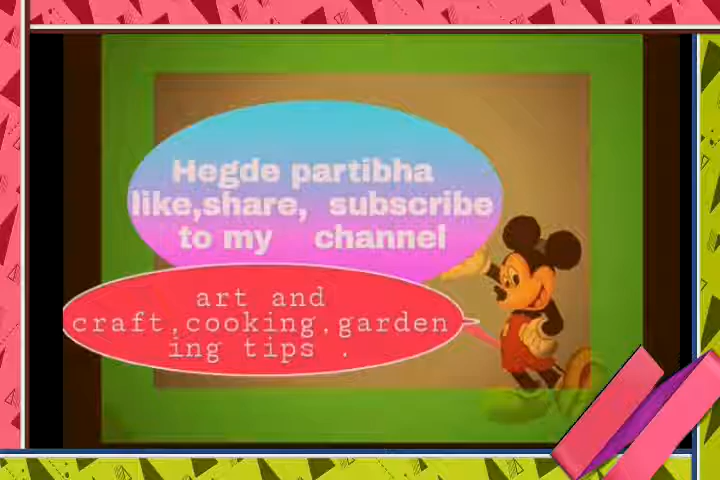 Hegde partibha
like,share, subscribe
to my channel
art and
craft,cooking,garden
ing tips .